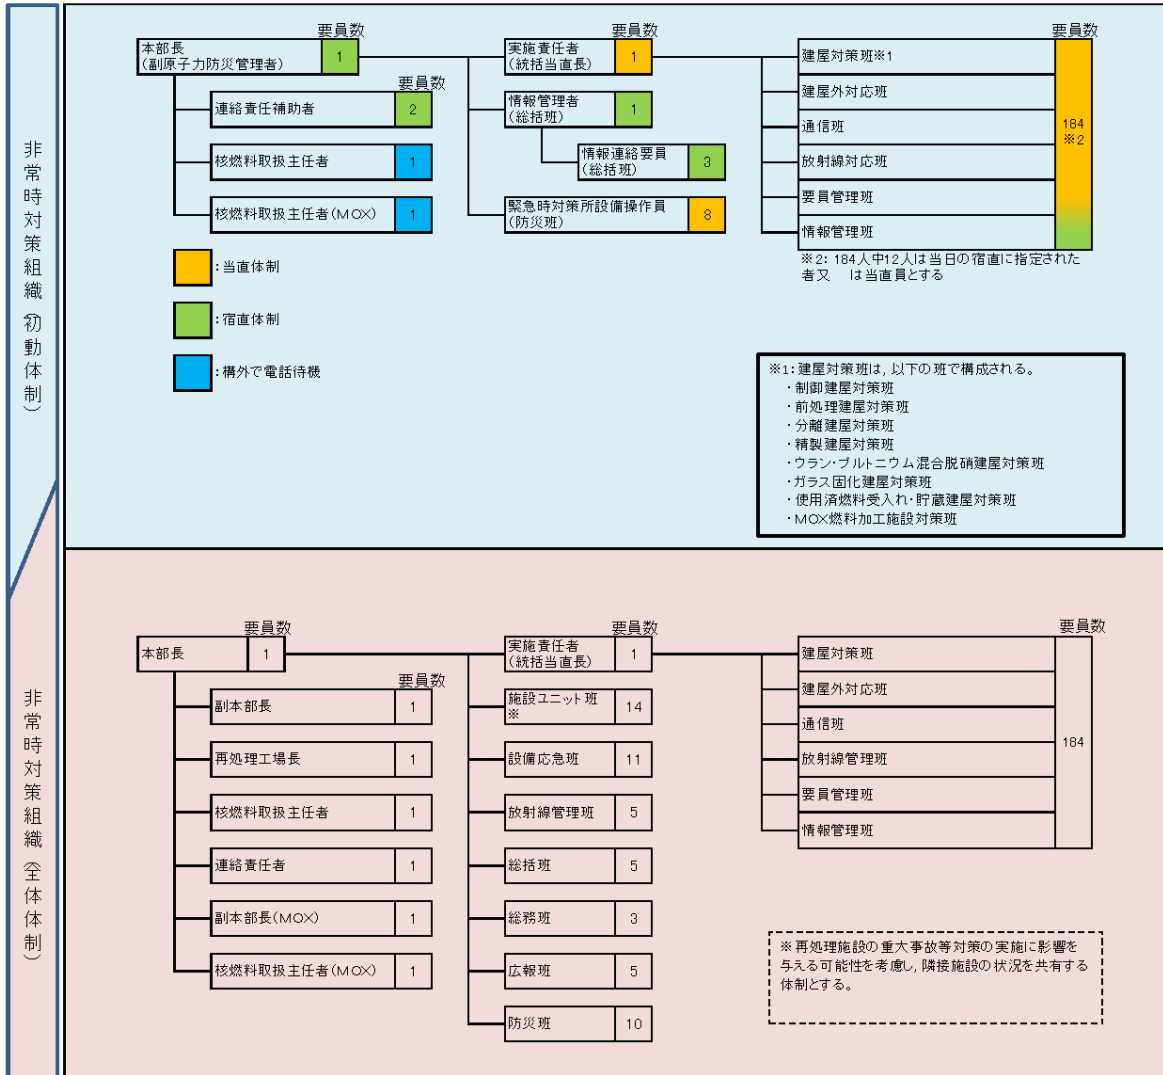 非常時対策組織(初動体制)
要員数
本部長
(副原子力防災管理者)
1
要員数
連絡責任補助者
2
核燃料取扱主任者
1
核燃料取扱主任者(MOX)
1
:当直体制
:宿直体制
:構外で電話待機
要員数
実施責任者
(統括当直長)
1
情報管理者
(総括班)
1
情報連絡要員
(総括班)
3
緊急時対策所設備操作員
(防災班)
8
要員数
建屋対策班※1
建屋外対応班
通信班
放射線対応班
要員管理班
情報管理班
184
※2
※2: 184人中12人は当日の宿直に指定された
者又 は当直員とする
※1:建屋対策班は, 以下の班で構成される。
・制御建屋対策班
・前処理建屋対策班
・分離建屋対策班
・精製建屋対策班
・ウラン・プルトニウム混合脱硝建屋対策班
・ガラス固化建屋対策班
・使用済燃料受入れ・貯蔵建屋対策班
・MOX燃料加工施設対策班
非常時対策組織(全体体制)
要員数
本部長
1
要員数
副本部長
1
再処理工場長
1
核燃料取扱主任者
1
連絡責任者
1
副本部長(MOX)
1
核燃料取扱主任者(MOX)
1
要員数
実施責任者
(統括当直長)
1
施設ユニット班
※
14
設備応急班
11
放射線管理班
5
総括班
5
総務班
3
広報班
5
防災班
10
要員数
建屋対策班
建屋外対応班
通信班
放射線管理班
要員管理班
情報管理班
184
※再処理施設の重大事故等対策の実施に影響を
与える可能性を考慮し, 隣接施設の状況を共有する
体制とする。